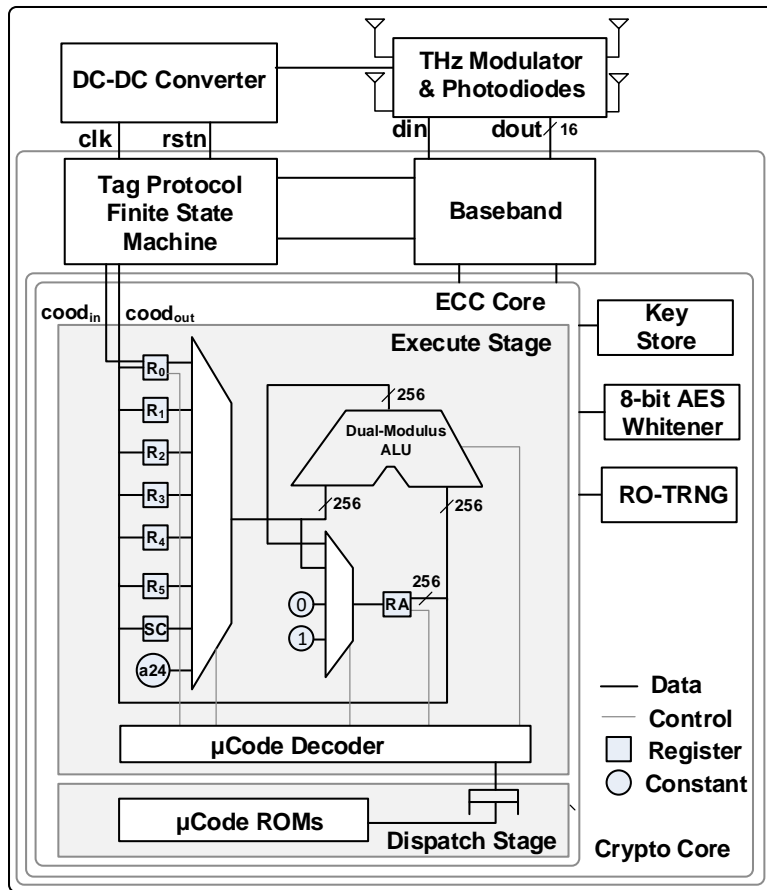 DC-DC Converter
THz Modulator
& Photodiodes
clk
rstn
din
dout
16
Tag Protocol
Finite State
Machine
Baseband
ECC Core
cood_in
cood_out
Execute Stage
Key
Store
R0
256
8-bit AES
Whitener
R1
Dual-Modulus
ALU
R2
R3
RO-TRNG
256
256
R4
R5
256
0
RA
SC
1
a24
Data
Control
µCode Decoder
Register
Constant
µCode ROMs
Dispatch Stage
Crypto Core